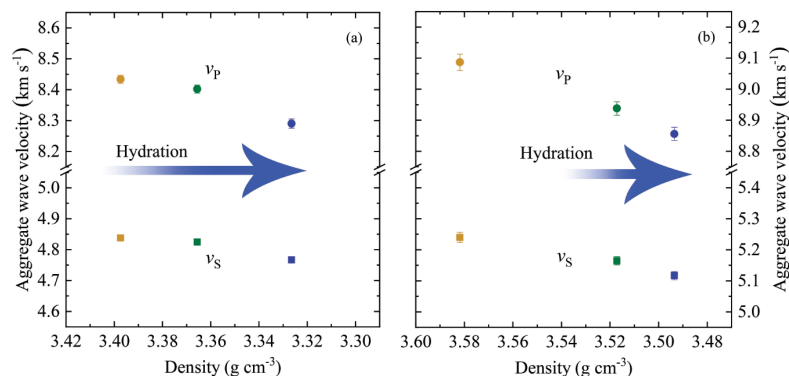 (a)
Aggregate wave velocity (km s⁻¹)
8.6
8.5
8.4
8.3
8.2
5.0
4.9
4.8
4.7
4.6
vP
Hydration
vS
3.42 3.40 3.38 3.36 3.34 3.32 3.30
Density (g cm⁻³)
(b)
vP
Hydration
vS
9.2
9.1
9.0
8.9
8.8
5.4
5.3
5.2
5.1
5.0
Aggregate wave velocity (km s⁻¹)
3.60 3.58 3.56 3.54 3.52 3.50 3.48
Density (g cm⁻³)